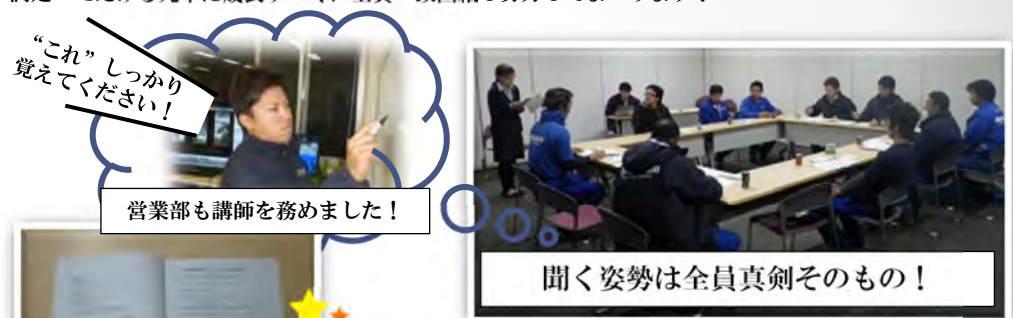 “これ”しっかり
覚えてください！
営業部も講師を務めました！
聞く姿勢は全員真剣そのもの！